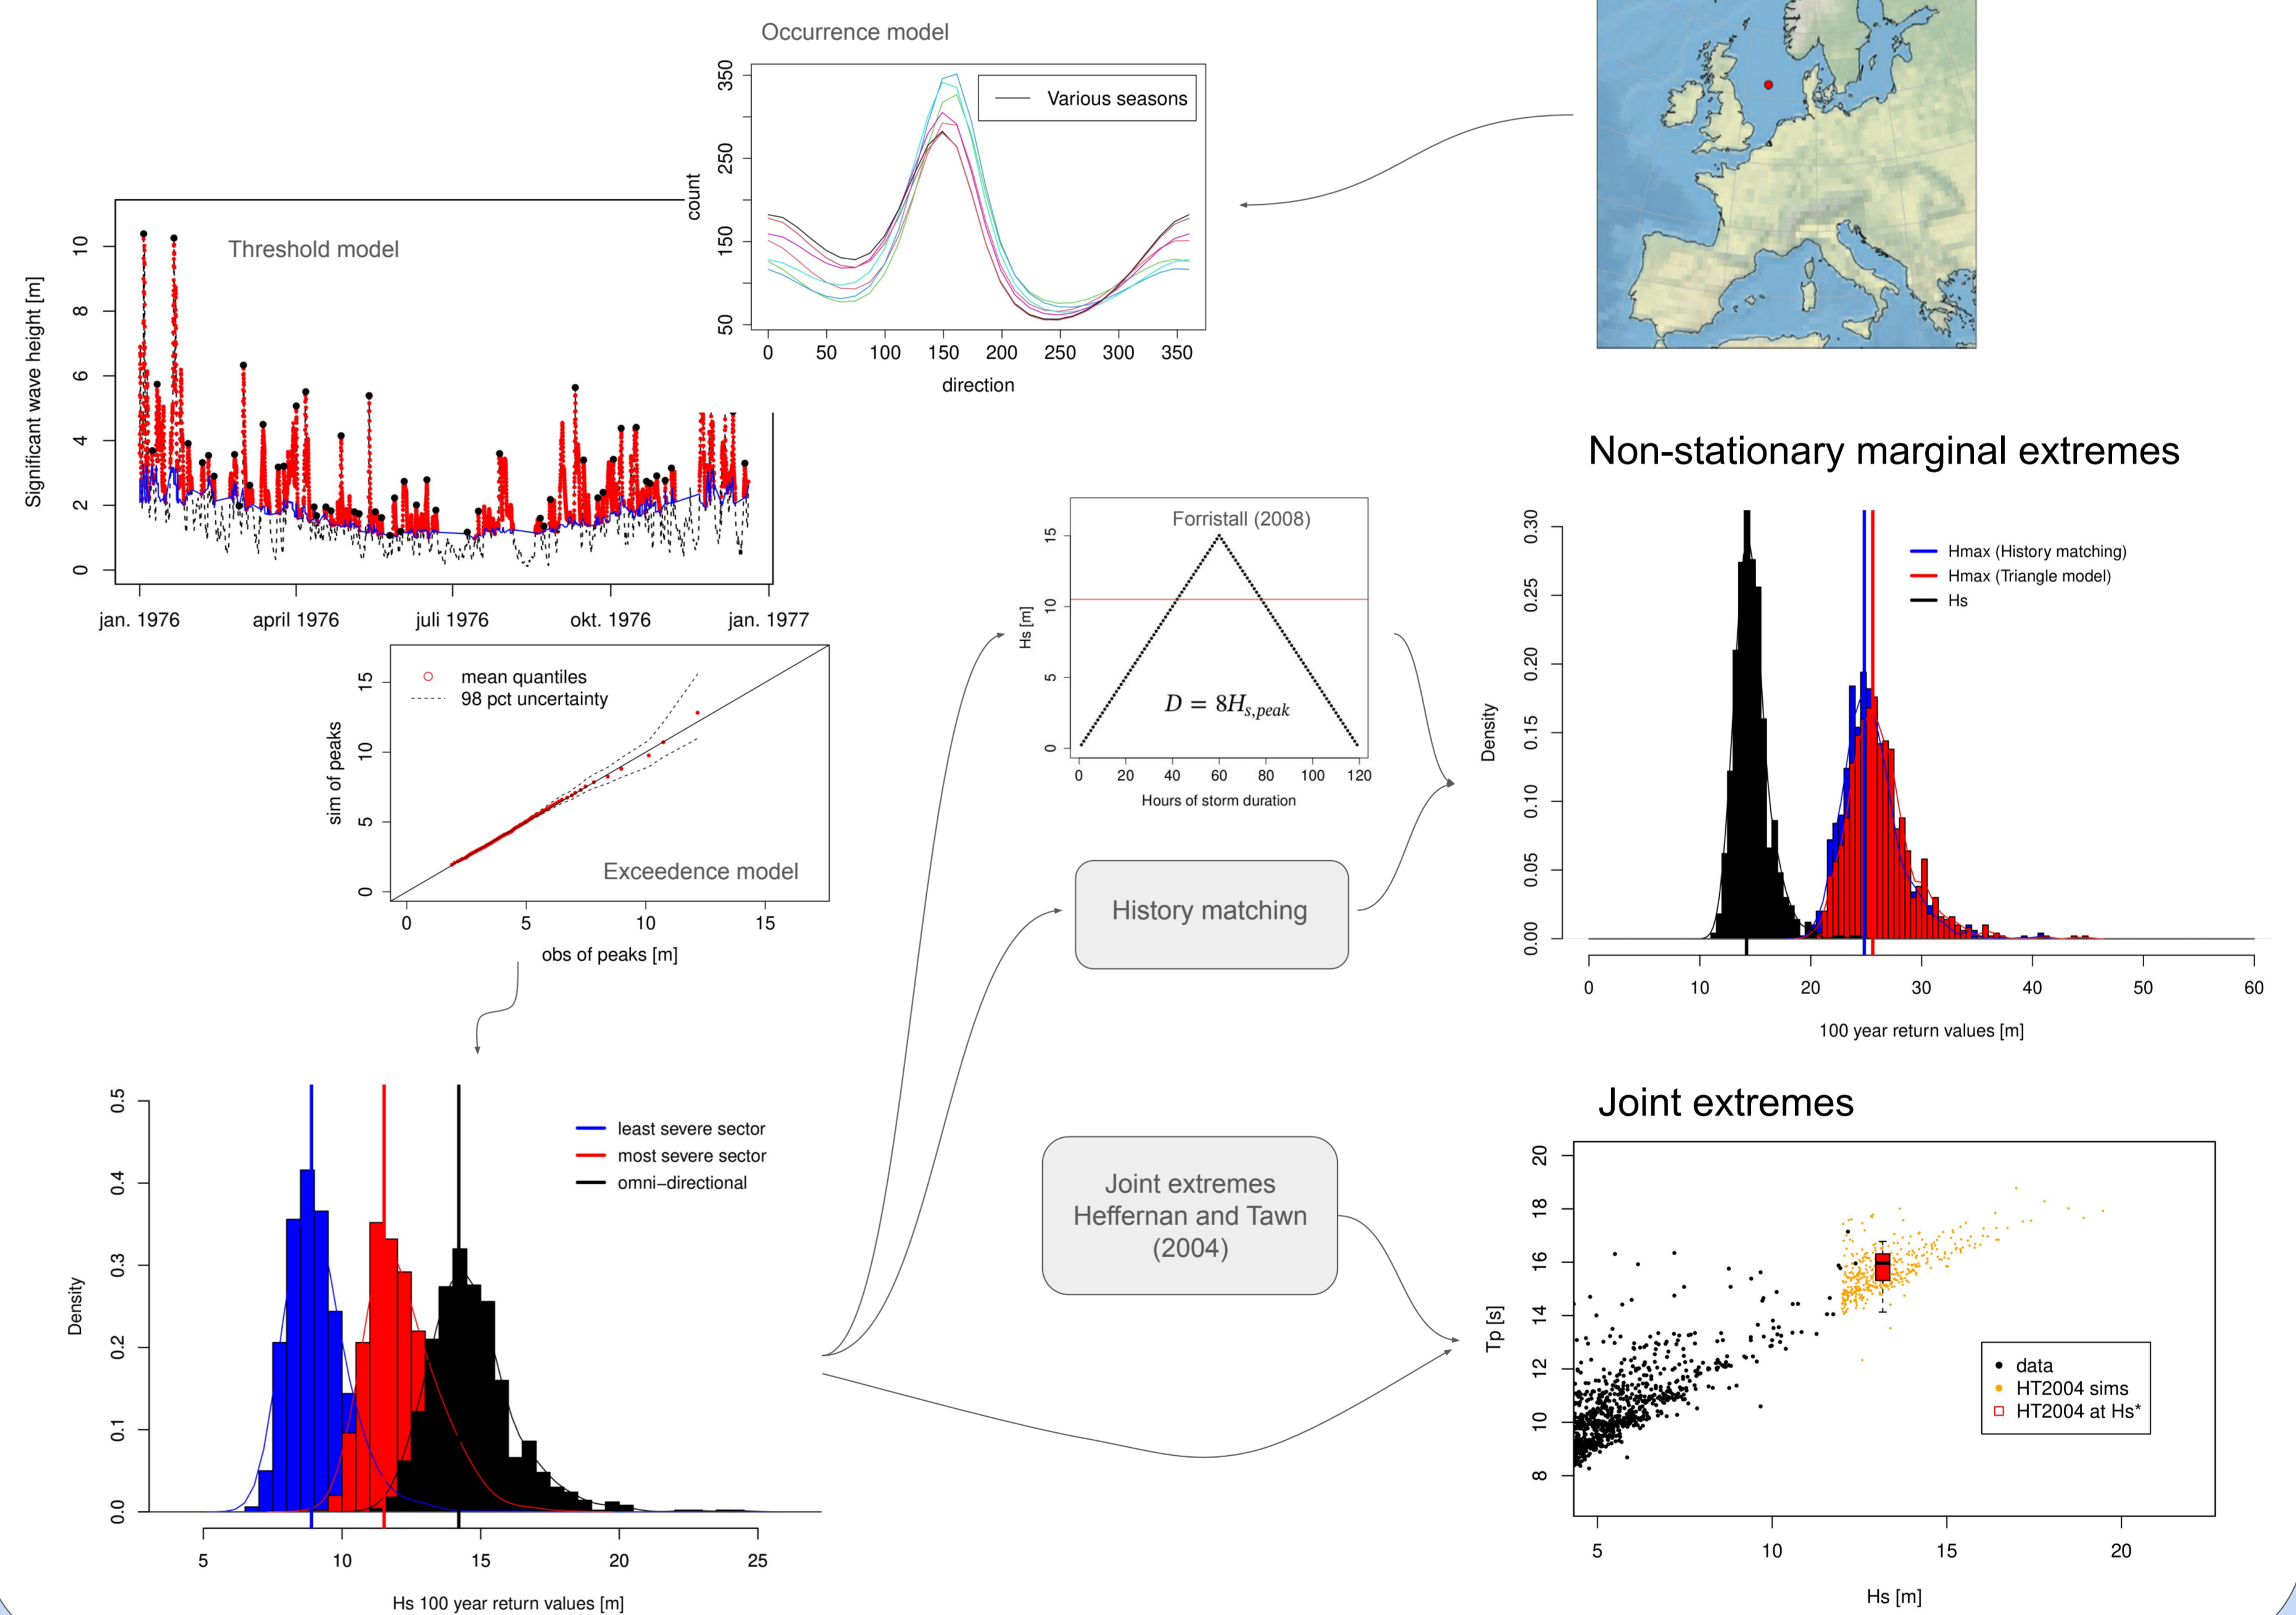 Occurrence model
350
250
150
50
count
Various seasons
0 50 100 150 200 250 300 350
direction
Threshold model
Significant wave height [m]
10
8
6
4
2
0
jan. 1976 april 1976 juli 1976 okt. 1976 jan. 1977
mean quantiles
98 pct uncertainty
15
10
5
0
sim of peaks
Exceedence model
0 5 10 15
obs of peaks [m]
Forristall (2008)
15
10
5
0
Hs [m]
D = 8Hs,peak
0 20 40 60 80 100 120
Hours of storm duration
History matching
Joint extremes
Heffernan and Tawn
(2004)
Non-stationary marginal extremes
0.30
0.25
0.20
0.15
0.10
0.05
0.00
Density
Hmax (History matching)
Hmax (Triangle model)
Hs
0 10 20 30 40 50 60
100 year return values [m]
0.5
0.4
0.3
0.2
0.1
0.0
Density
least severe sector
most severe sector
omni−directional
5 10 15 20 25
Hs 100 year return values [m]
Joint extremes
20
18
16
14
12
10
8
Tp [s]
data
HT2004 sims
HT2004 at Hs*
5 10 15 20
Hs [m]